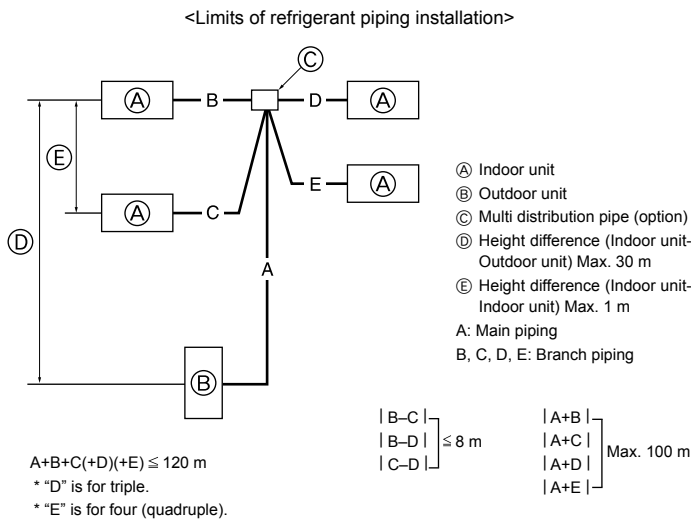 <Limits of refrigerant piping installation>
Ⓒ
Ⓐ B D Ⓐ
Ⓔ
Ⓐ C E Ⓐ
Ⓓ
A
Ⓑ
Ⓐ Indoor unit
Ⓑ Outdoor unit
Ⓒ Multi distribution pipe (option)
Ⓓ Height difference (Indoor unit-
Outdoor unit) Max. 30 m
Ⓔ Height difference (Indoor unit-
Indoor unit) Max. 1 m
A: Main piping
B, C, D, E: Branch piping
A+B+C(+D)(+E) ≦ 120 m
* “D” is for triple.
* “E” is for four (quadruple).
| B–C |
| B–D | ≦ 8 m
| C–D |
| A+B |
| A+C |
Max. 100 m
| A+D |
| A+E |